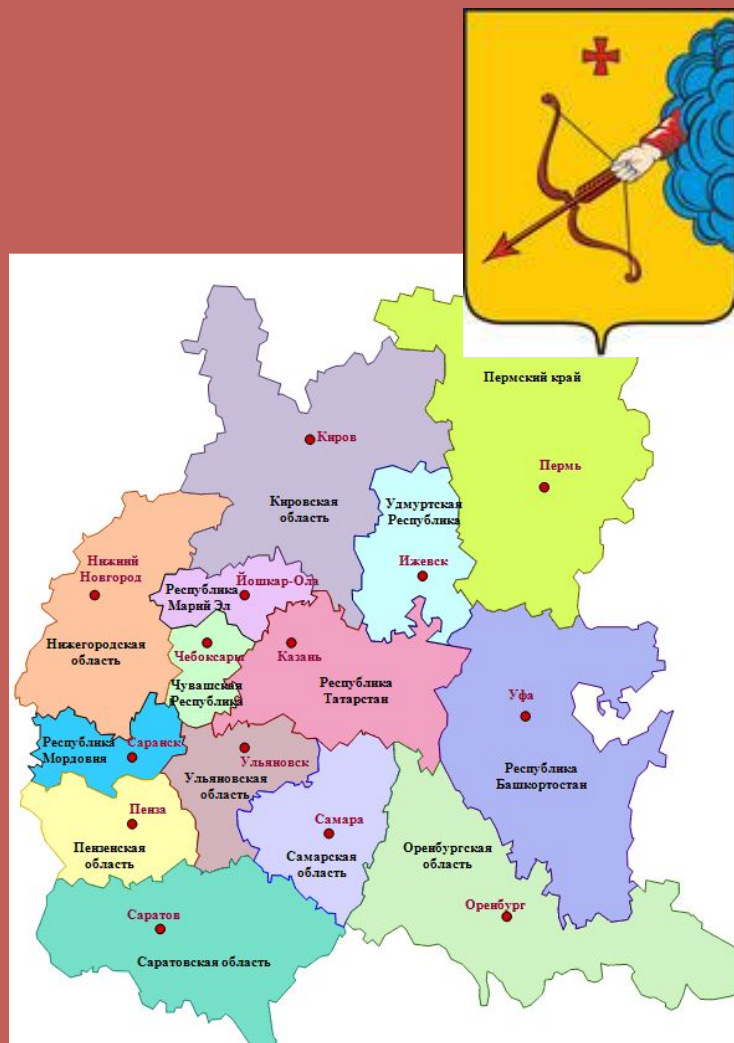 Пермский край
Киров
Пермь
Кировская
область
Удмуртская
Республика
Нижний
Новгород
Ижевск
Йошкар-Ола
Республика
Марий Эл
Нижегородская
область
Чебоксары
Казань
Чувашская
Республика
Республика
Татарстан
Уфа
Республика
Мордовия
Саранск
Ульяновск
Ульяновская
область
Республика
Башкортостан
Пенза
Самара
Пензенская
область
Самарская
область
Оренбургская
область
Саратов
Оренбург
Саратовская область